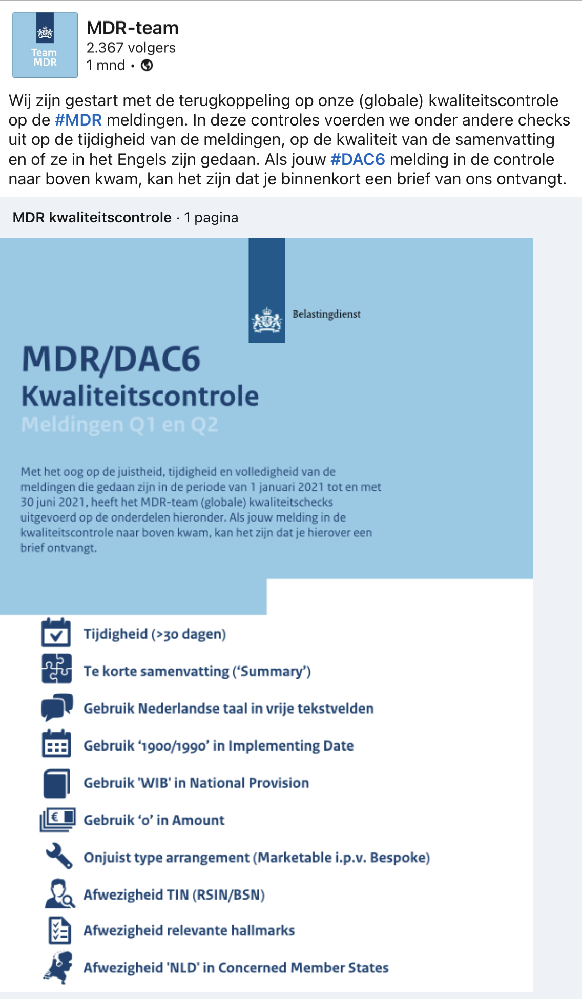 Team
MDR
MDR-team
2.367 volgers
1 mnd •
Wij zijn gestart met de terugkoppeling op onze (globale) kwaliteitscontrole
op de #MDR meldingen. In deze controles voerden we onder andere checks
uit op de tijdigheid van de meldingen, op de kwaliteit van de samenvatting
en of ze in het Engels zijn gedaan. Als jouw #DAC6 melding in de controle
naar boven kwam, kan het zijn dat je binnenkort een brief van ons ontvangt.
MDR kwaliteitscontrole · 1 pagina
Belastingdienst
MDR/DAC6
Kwaliteitscontrole
Meldingen Q1 en Q2
Met het oog op de juistheid, tijdigheid en volledigheid van de
meldingen die gedaan zijn in de periode van 1 januari 2021 tot en met
30 juni 2021, heeft het MDR-team (globale) kwaliteitschecks
uitgevoerd op de onderdelen hieronder. Als jouw melding in de
kwaliteitscontrole naar boven kwam, kan het zijn dat je hierover een
brief ontvangt.
Tijdigheid (>30 dagen)
Te korte samenvatting (‘Summary’)
Gebruik Nederlandse taal in vrije tekstvelden
Gebruik ‘1900/1990’ in Implementing Date
Gebruik 'WIB' in National Provision
€ Gebruik ‘0’ in Amount
Onjuist type arrangement (Marketable i.p.v. Bespoke)
Afwezigheid TIN (RSIN/BSN)
Afwezigheid relevante hallmarks
Afwezigheid 'NLD' in Concerned Member States